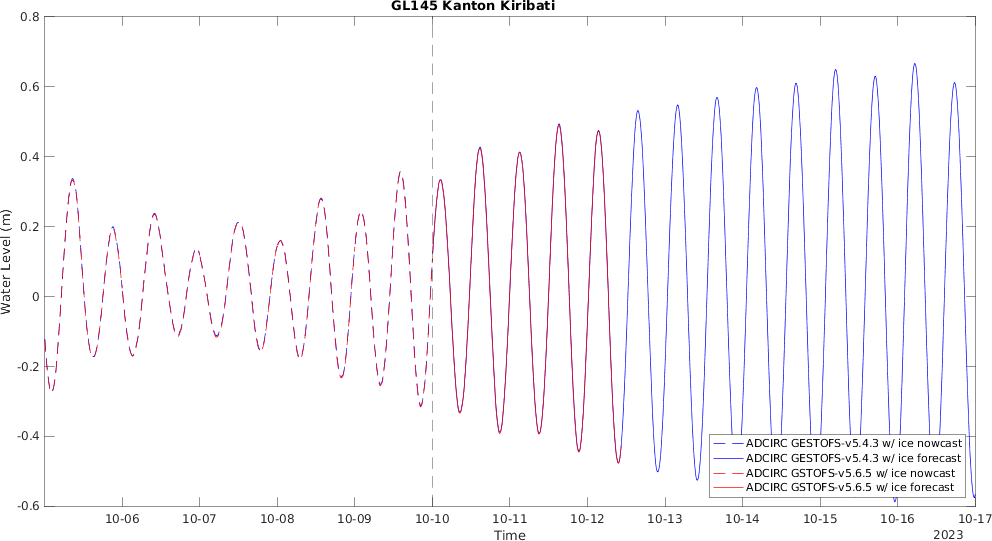 GL145 Kanton Kiribati
Water Level (m)
0.8
0.6
0.4
0.2
0
-0.2
-0.4
-0.6
ADCIRC GESTOFS-v5.4.3 w/ ice nowcast
ADCIRC GESTOFS-v5.4.3 w/ ice forecast
ADCIRC GSTOFS-v5.6.5 w/ ice nowcast
ADCIRC GSTOFS-v5.6.5 w/ ice forecast
10-06 10-07 10-08 10-09 10-10 10-11 10-12 10-13 10-14 10-15 10-16 10-17
Time
2023